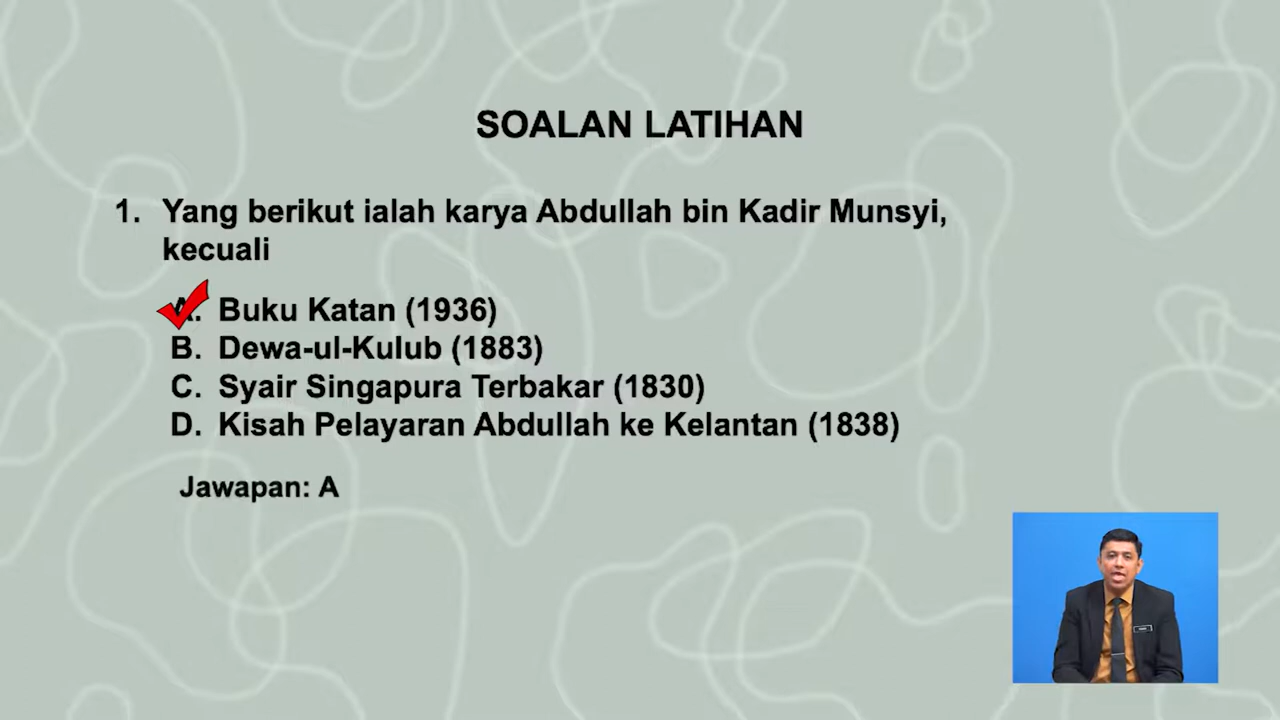 SOALAN LATIHAN
1. Yang berikut ialah karya Abdullah bin Kadir Munsyi,
kecuali
A. Buku Katan (1936)
B. Dewa-ul-Kulub (1883)
C. Syair Singapura Terbakar (1830)
D. Kisah Pelayaran Abdullah ke Kelantan (1838)
Jawapan: A